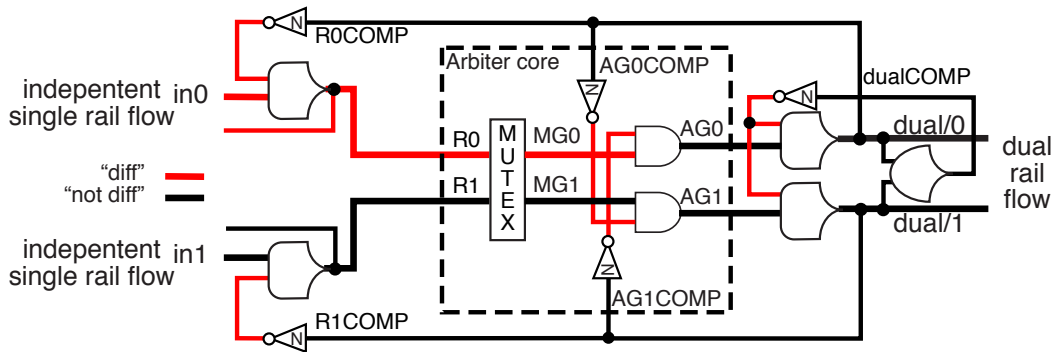 N
R0COMP
Arbiter core
AG0COMP
dualCOMP
N
N
indepentent
single rail flow
in0
R0
MUTEX
MG0
AG0
dual/0
dual
rail
flow
"diff"
"not diff"
R1
MG1
AG1
dual/1
indepentent
single rail flow
in1
N
AG1COMP
R1COMP
N